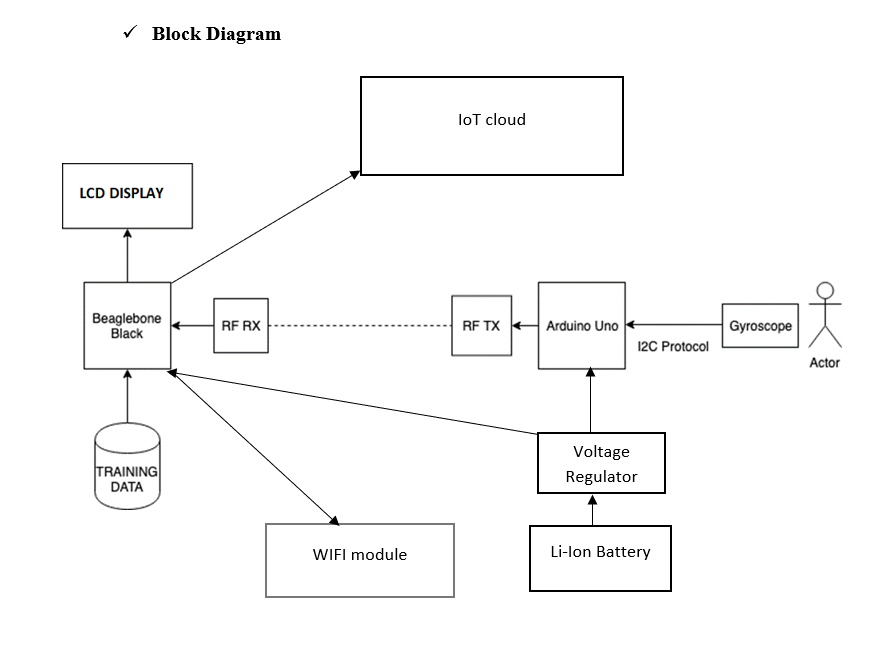 ✓ Block Diagram
IoT cloud
LCD DISPLAY
Beaglebone
Black
RF RX
RF TX
Arduino Uno
I2C Protocol
Gyroscope
Actor
TRAINING
DATA
Voltage
Regulator
WIFI module
Li-Ion Battery